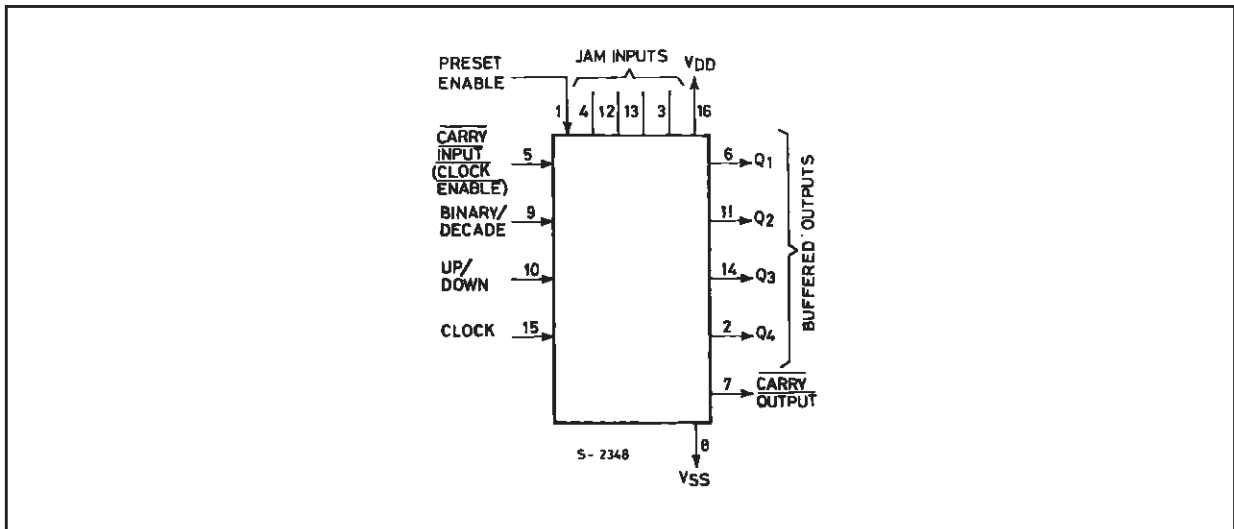 PRESET
ENABLE
JAM INPUTS
VDD
1 4 12 13 3 16
CARRY
INPUT
(CLOCK
ENABLE)
5
BINARY/
DECADE
9
UP/
DOWN
10
CLOCK
15
6 Q1
11 Q2
14 Q3
2 Q4
BUFFERED OUTPUTS
7 CARRY
OUTPUT
8
VSS
S-2348